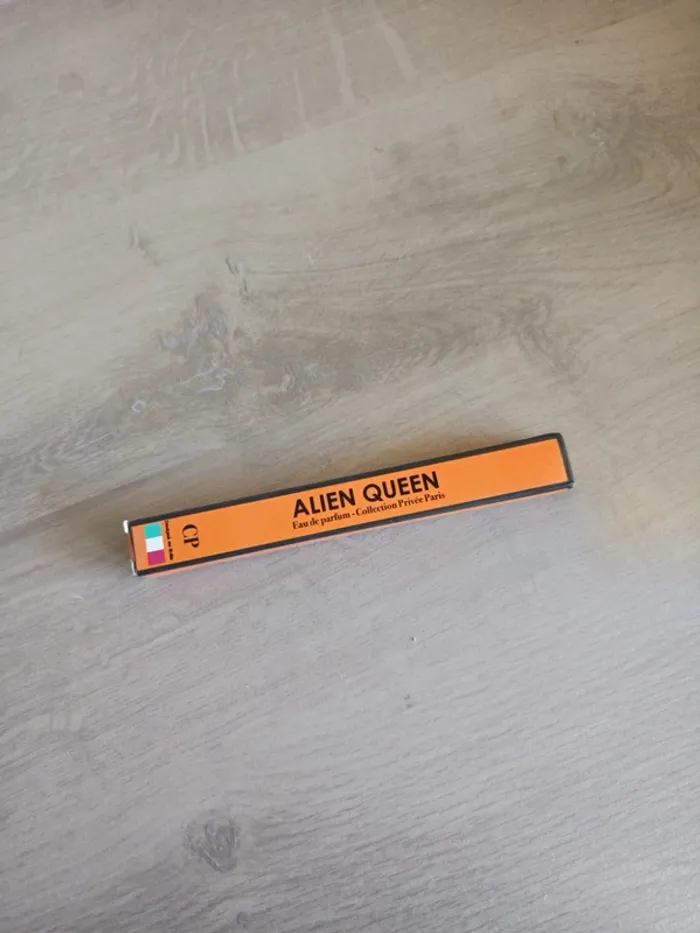 ALIEN QUEEN
Eau de parfum - Collection Privée Paris
CP